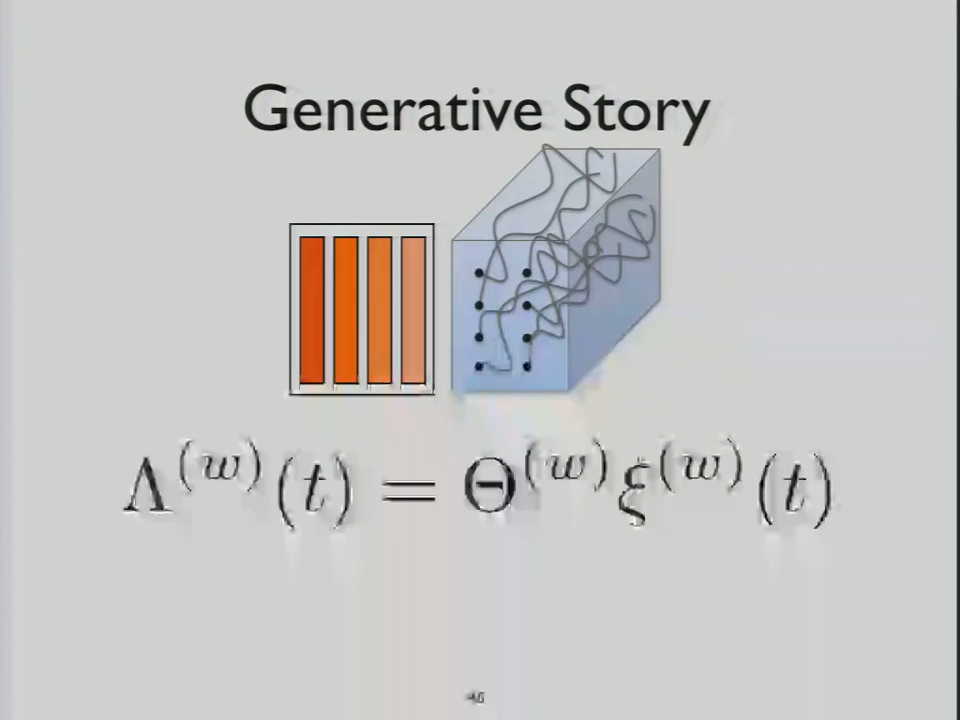 Generative Story
Λ^(w)(t) = Θ^(w)ξ^(w)(t)